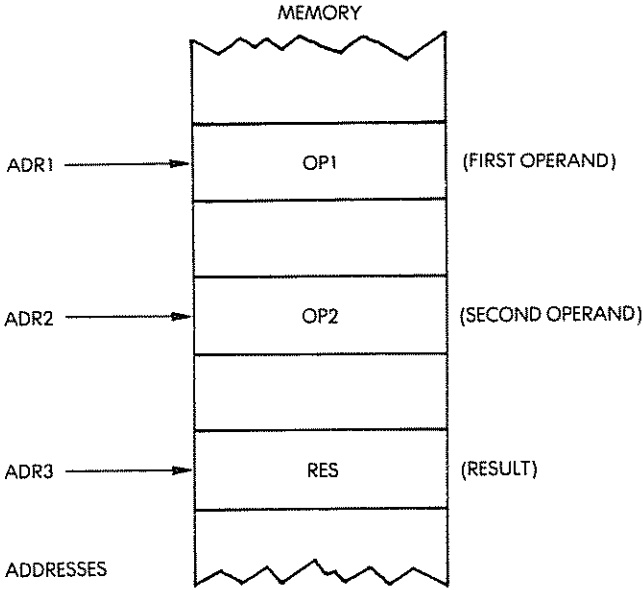 MEMORY
ADR1 OP1 (FIRST OPERAND)
ADR2 OP2 (SECOND OPERAND)
ADR3 RES (RESULT)
ADDRESSES